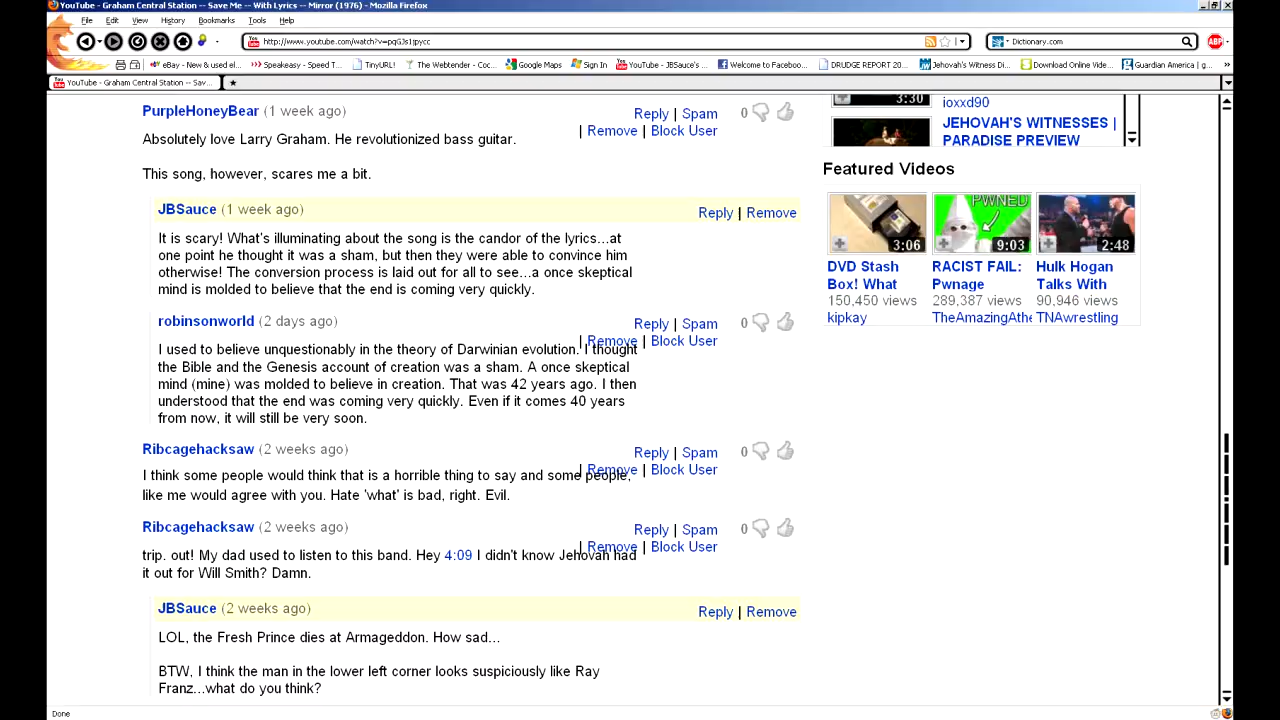 YouTube - Graham Central Station -- Save Me -- With Lyrics -- Mirror (1976) - Mozilla Firefox
File Edit View History Bookmarks Tools Help
http://www.youtube.com/watch?v=pqGJs1jpycc
Dictionary.com
ABP
eBay - New & used el...
Speakeasy - Speed T...
TinyURL!
The Webtender - Coc...
Google Maps
Sign In
YouTube - JBSauce's ...
Welcome to Faceboo...
DRUDGE REPORT 20...
Jehovah's Witness Di...
Download Online Vide...
Guardian America | g...
YouTube - Graham Central Station -- Sav...
PurpleHoneyBear (1 week ago)
Reply | Spam
| Remove | Block User
0
Absolutely love Larry Graham. He revolutionized bass guitar.
This song, however, scares me a bit.
JBSauce (1 week ago)
Reply | Remove
It is scary! What's illuminating about the song is the candor of the lyrics...at
one point he thought it was a sham, but then they were able to convince him
otherwise! The conversion process is laid out for all to see...a once skeptical
mind is molded to believe that the end is coming very quickly.
robinsonworld (2 days ago)
Reply | Spam
| Remove | Block User
0
I used to believe unquestionably in the theory of Darwinian evolution. I thought
the Bible and the Genesis account of creation was a sham. A once skeptical
mind (mine) was molded to believe in creation. That was 42 years ago. I then
understood that the end was coming very quickly. Even if it comes 40 years
from now, it will still be very soon.
Ribcagehacksaw (2 weeks ago)
Reply | Spam
| Remove | Block User
0
I think some people would think that is a horrible thing to say and some people,
like me would agree with you. Hate 'what' is bad, right. Evil.
Ribcagehacksaw (2 weeks ago)
Reply | Spam
| Remove | Block User
0
trip. out! My dad used to listen to this band. Hey 4:09 I didn't know Jehovah had
it out for Will Smith? Damn.
JBSauce (2 weeks ago)
Reply | Remove
LOL, the Fresh Prince dies at Armageddon. How sad...
BTW, I think the man in the lower left corner looks suspiciously like Ray
Franz...what do you think?
3:30
ioxxd90
JEHOVAH'S WITNESSES |
PARADISE PREVIEW
Featured Videos
3:06
DVD Stash
Box! What
150,450 views
kipkay
PWNED
9:03
RACIST FAIL:
Pwnage
289,387 views
TheAmazingAthe
2:48
Hulk Hogan
Talks With
90,946 views
TNAwrestling
Done